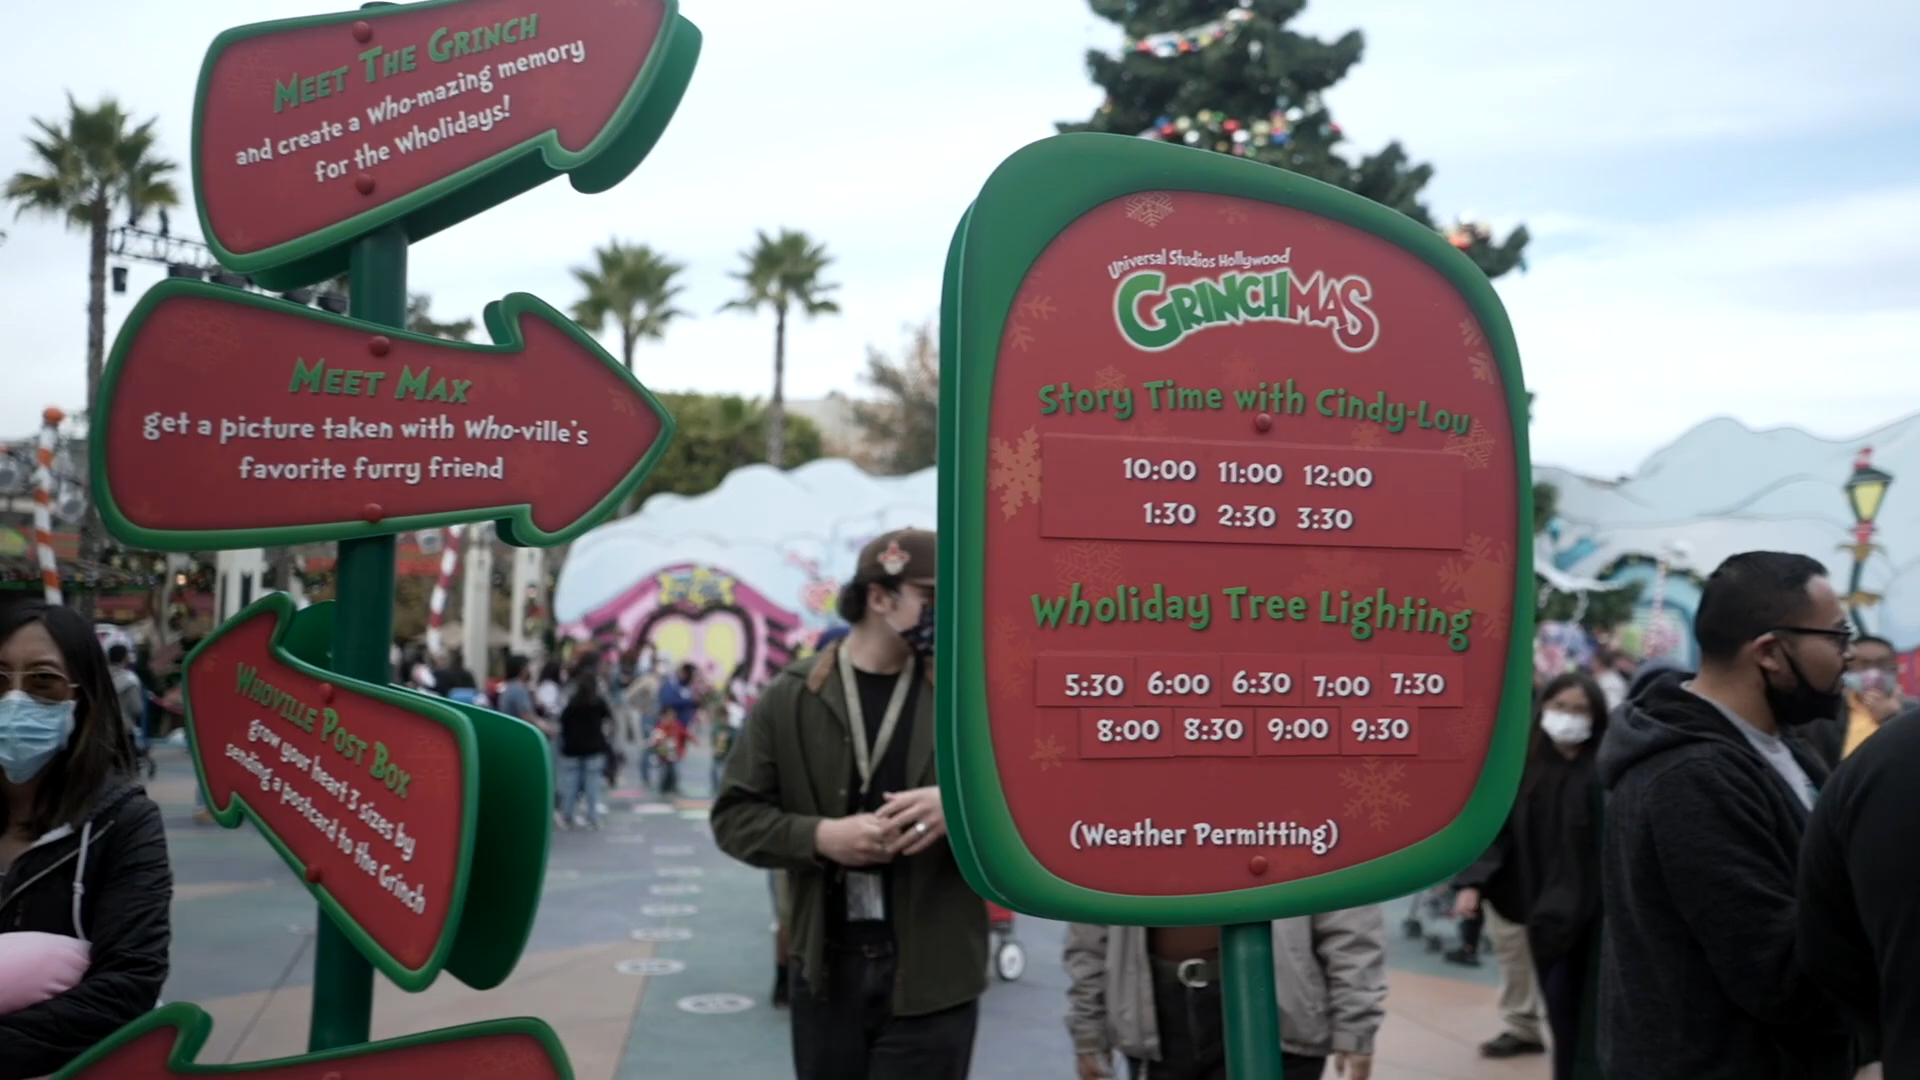 MEET THE GRINCH
and create a Who-mazing memory
for the Wholidays!
MEET MAX
get a picture taken with Who-ville's
favorite furry friend
WHOVILLE POST BOX
grow your heart 3 sizes by
sending a postcard to the Grinch
Universal Studios Hollywood
GRINCHMAS
Story Time with Cindy-Lou
10:00 11:00 12:00
1:30 2:30 3:30
Wholiday Tree Lighting
5:30 6:00 6:30 7:00 7:30
8:00 8:30 9:00 9:30
(Weather Permitting)